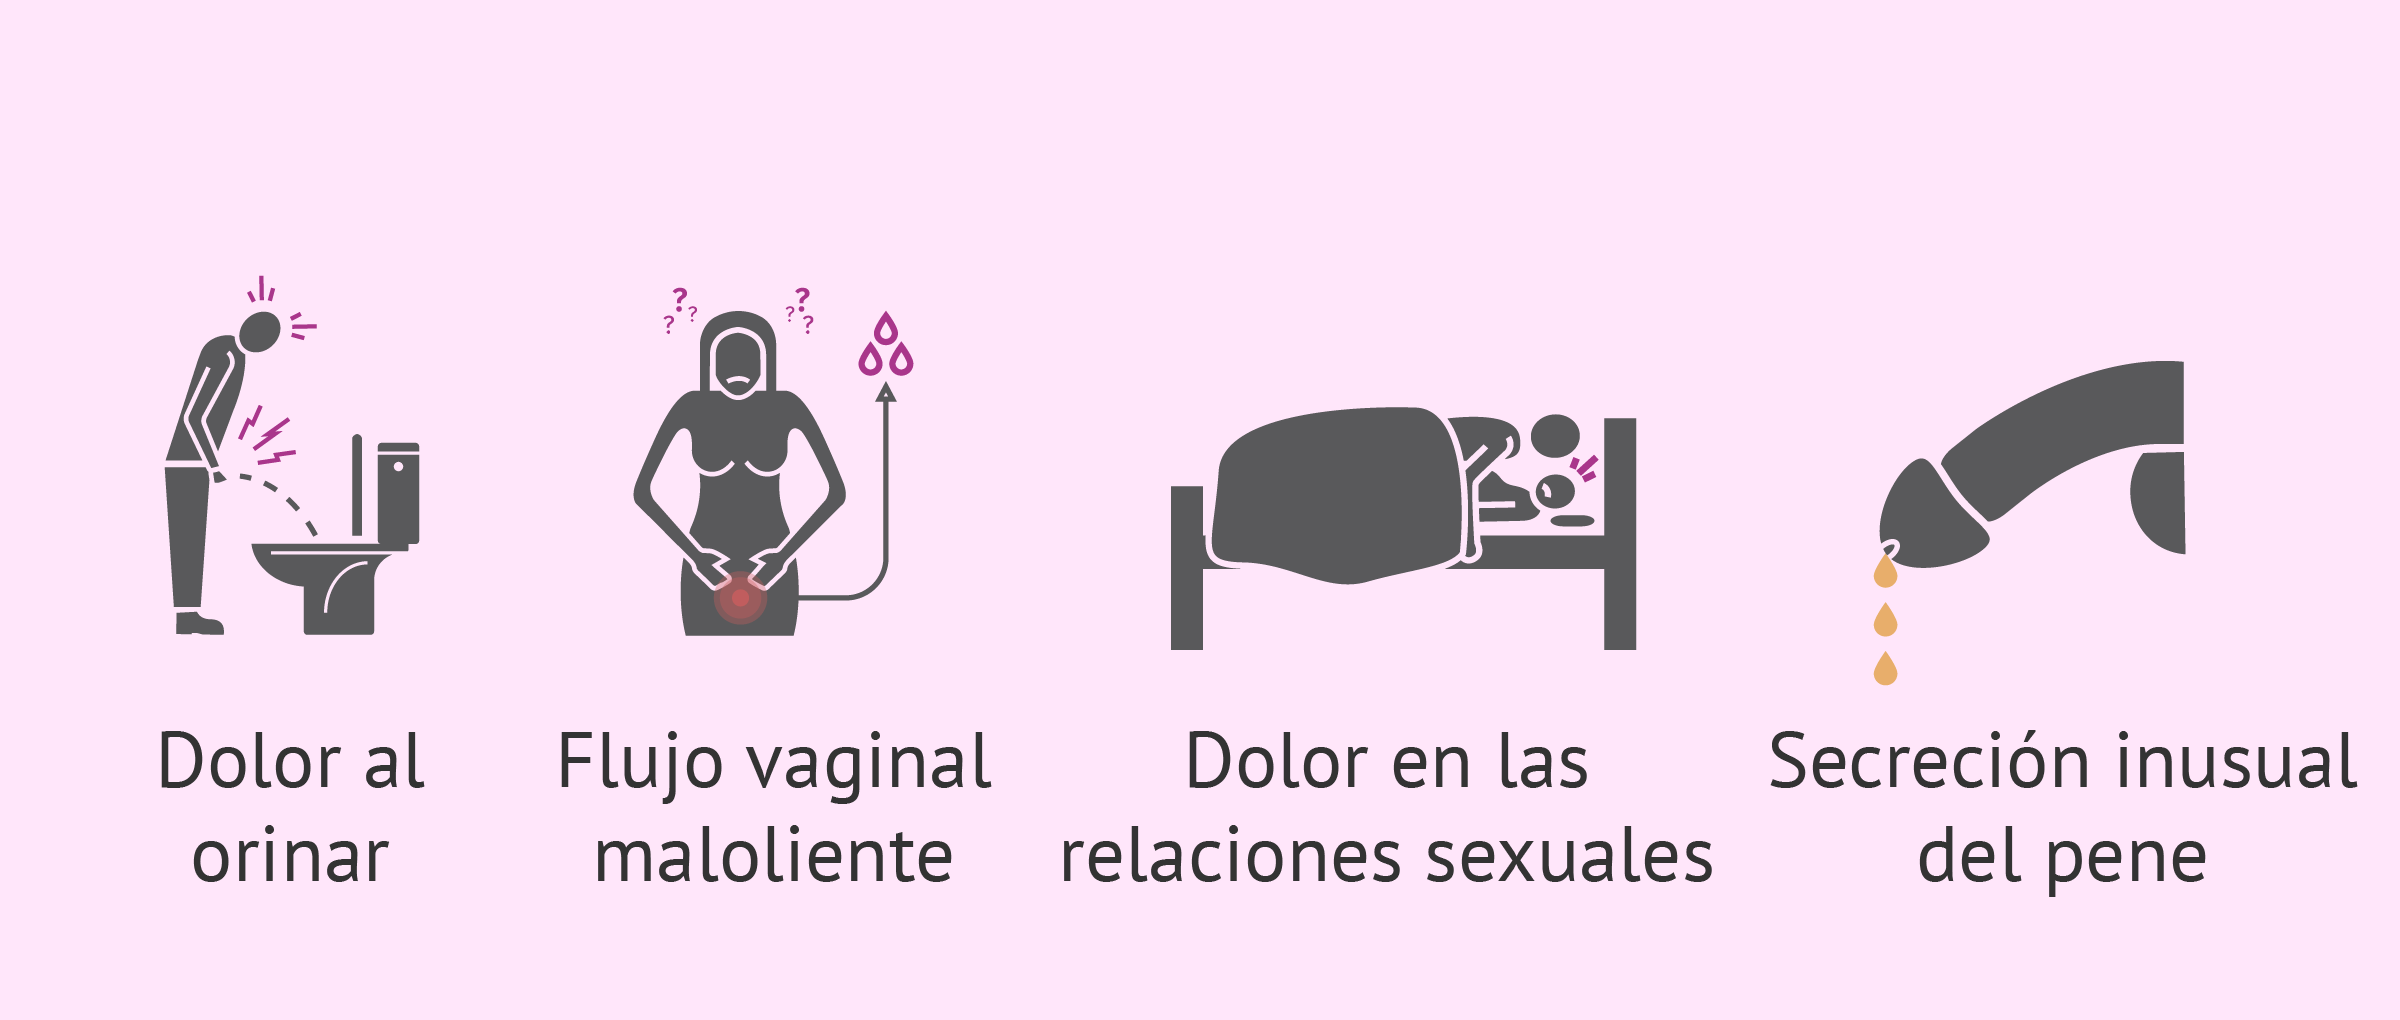 Dolor al
orinar
Flujo vaginal
maloliente
Dolor en las
relaciones sexuales
Secreción inusual
del pene